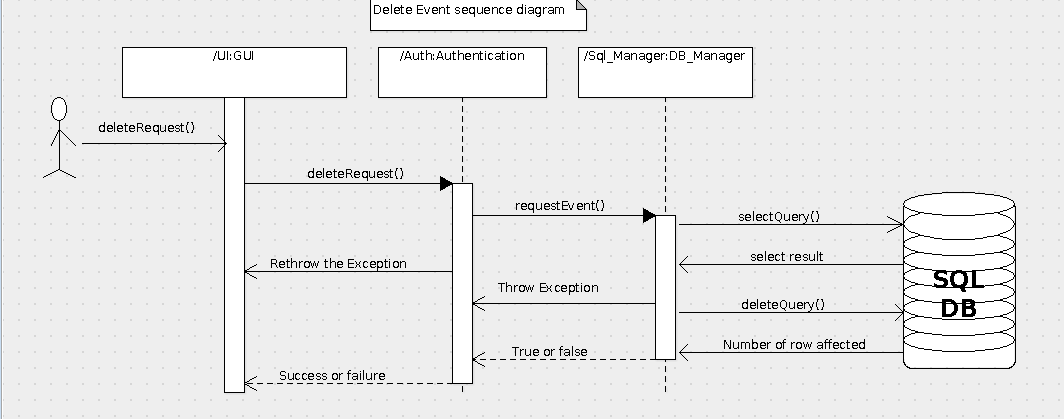 Delete Event sequence diagram
/UI:GUI
/Auth:Authentication
/Sql_Manager:DB_Manager
deleteRequest()
deleteRequest()
requestEvent()
selectQuery()
select result
Rethrow the Exception
Throw Exception
deleteQuery()
SQL
DB
Number of row affected
True or false
Success or failure